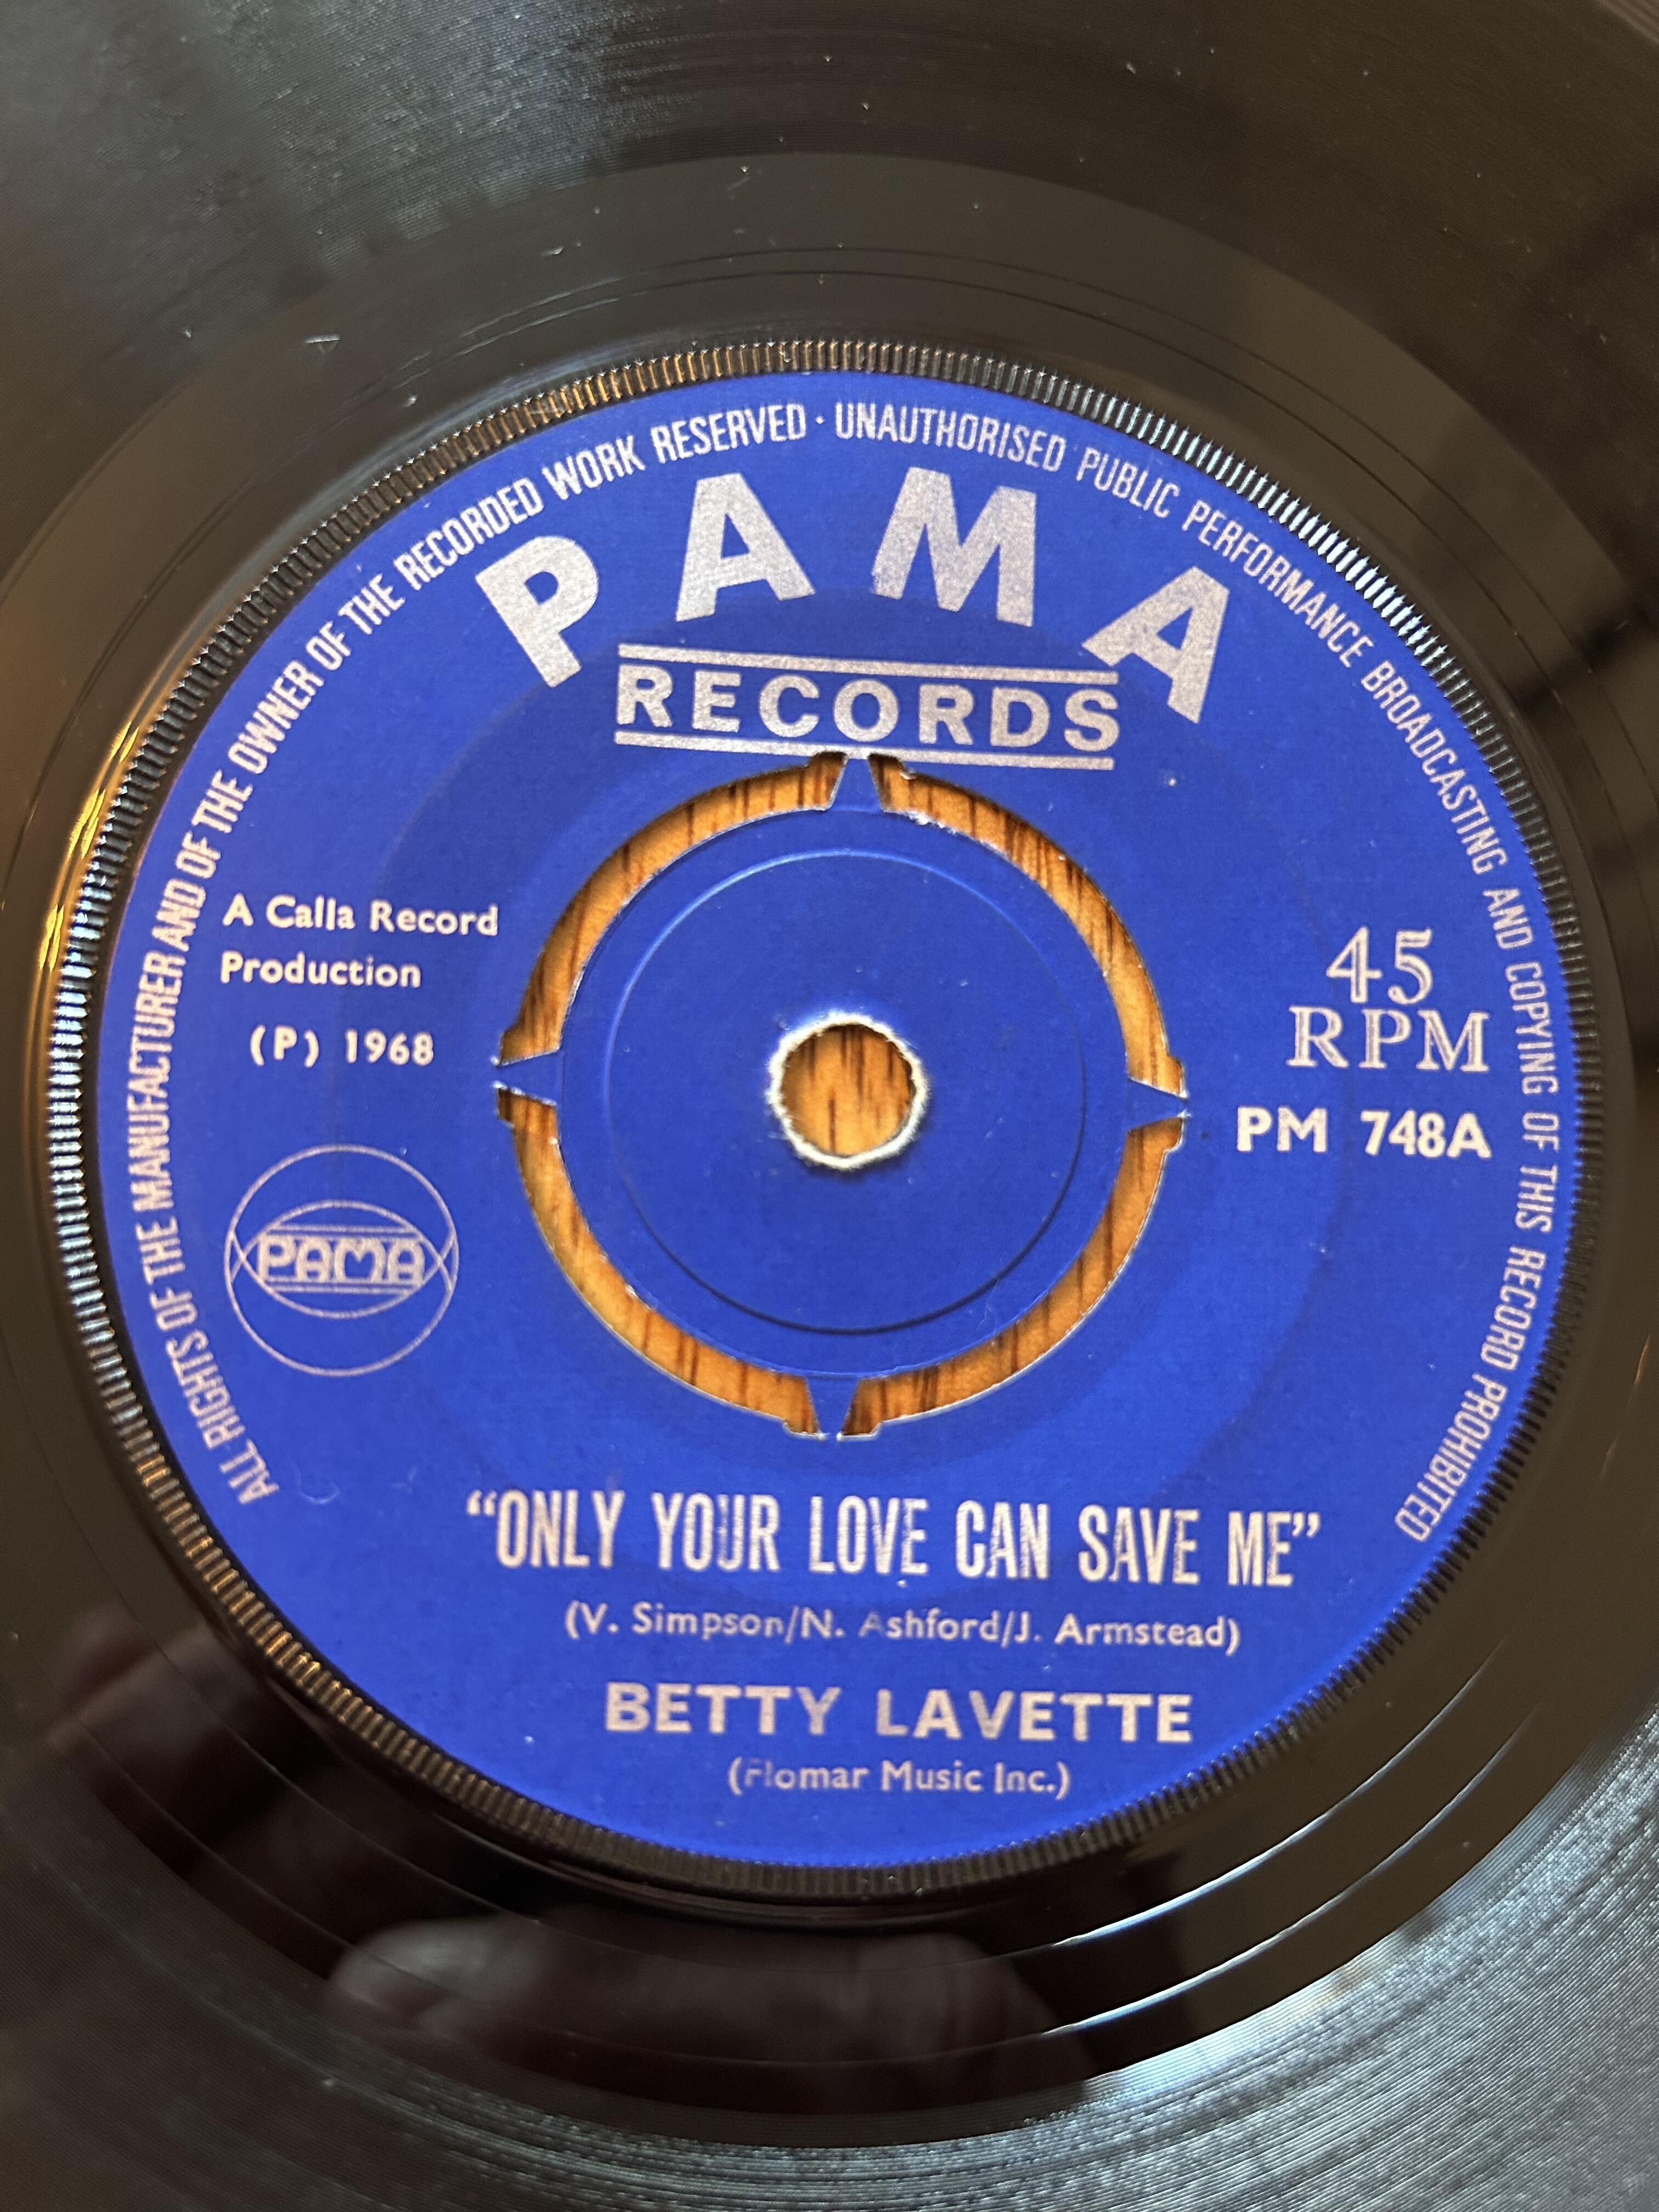 ALL RIGHTS OF THE MANUFACTURER AND OF THE OWNER OF THE RECORDED WORK RESERVED · UNAUTHORISED PUBLIC PERFORMANCE BROADCASTING AND COPYING OF THIS RECORD PROHIBITED
PAMA
RECORDS
A Calla Record
Production
(P) 1968
PAMA
45
RPM
PM 748A
“ONLY YOUR LOVE CAN SAVE ME”
(V. Simpson/N. Ashford/J. Armstead)
BETTY LAVETTE
(Flomar Music Inc.)